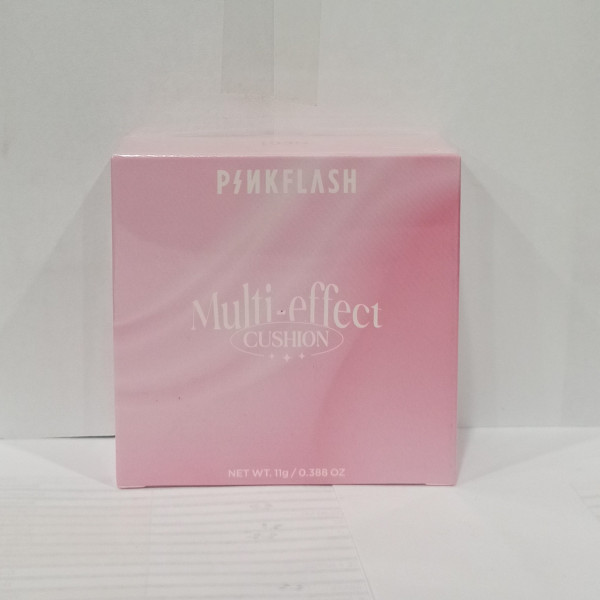 PINKFLASH
Multi-effect
CUSHION
NET WT. 11g / 0.388 OZ